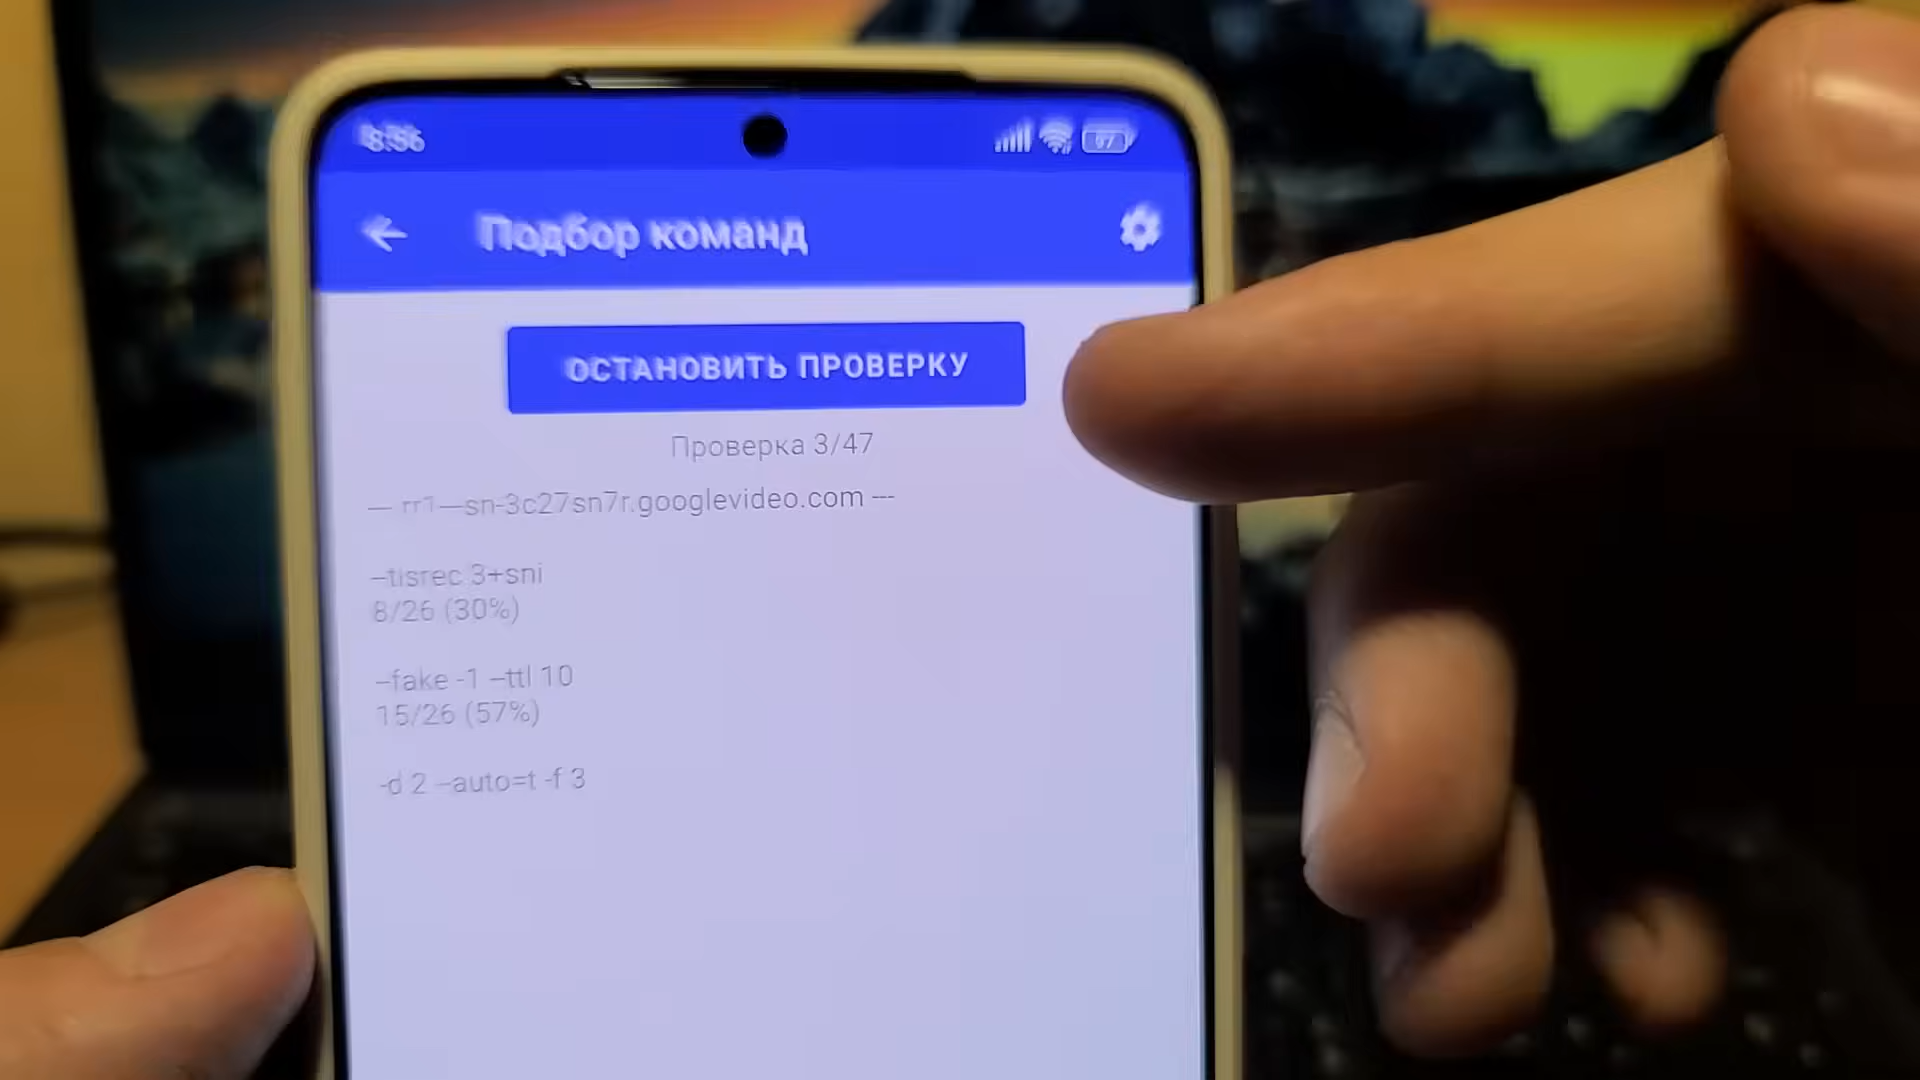 8:56
97
Подбор команд
ОСТАНОВИТЬ ПРОВЕРКУ
Проверка 3/47
— rr1—sn-3c27sn7r.googlevideo.com ---
–tlsrec 3+sni
8/26 (30%)
–fake -1 –ttl 10
15/26 (57%)
-d 2 –auto=t -f 3